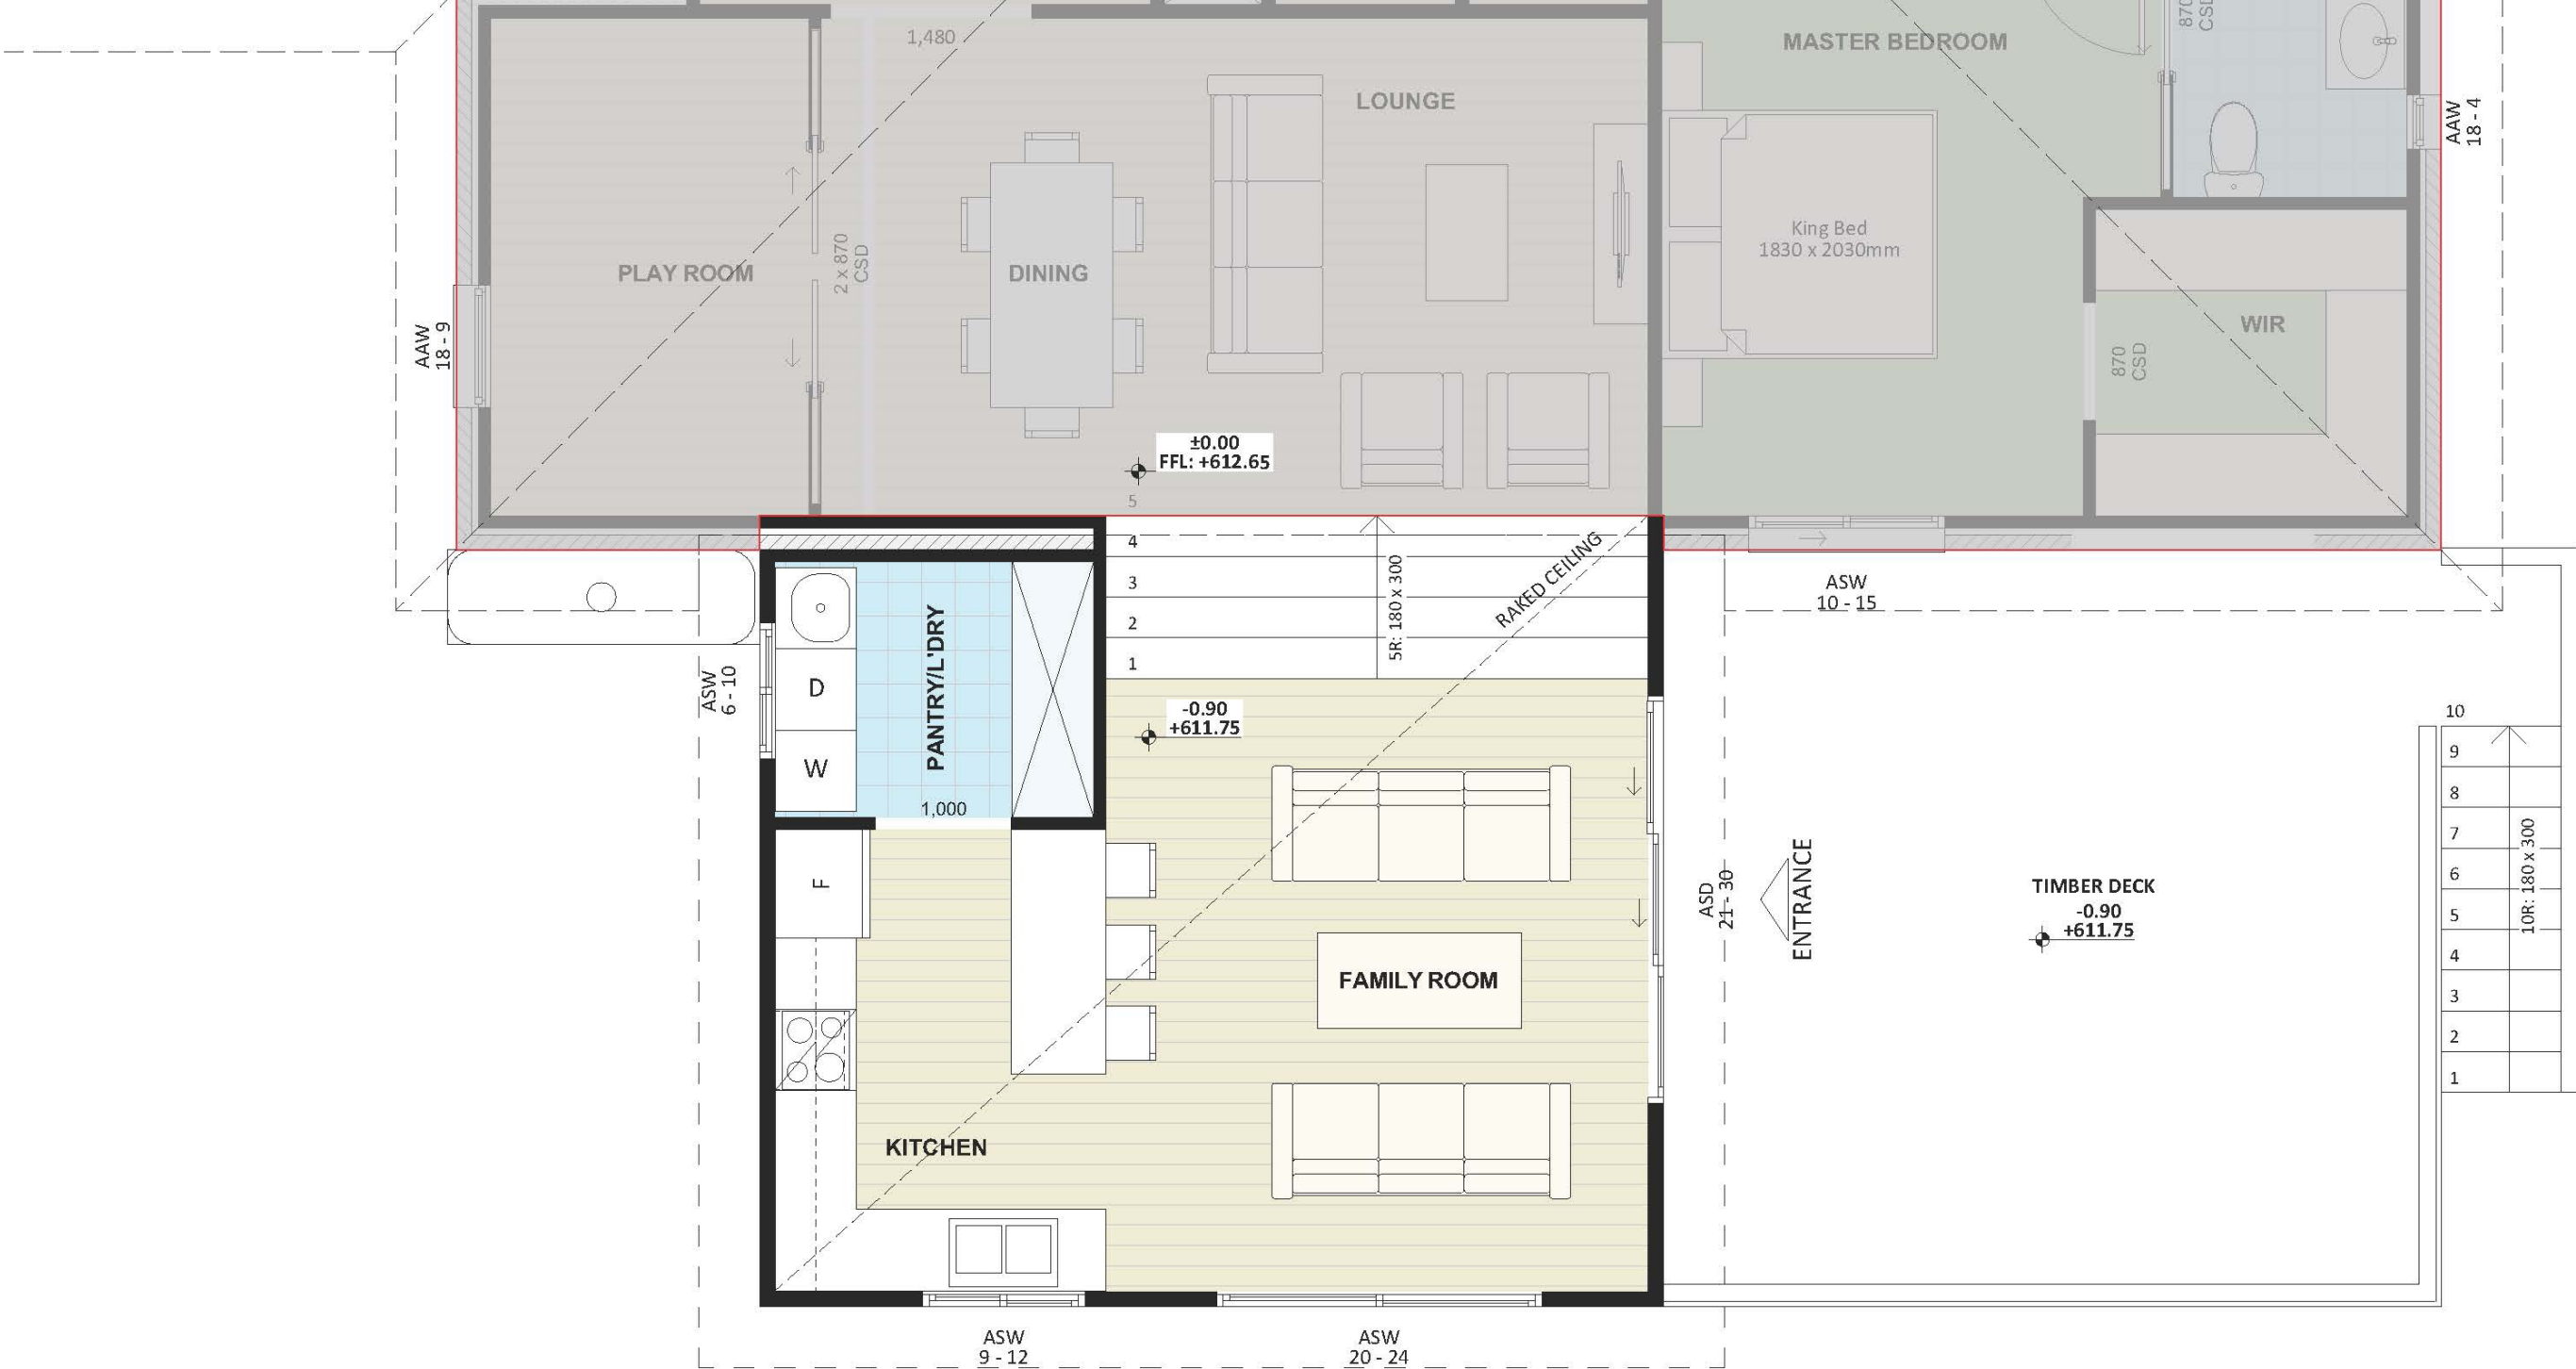 1,480
LOUNGE
MASTER BEDROOM
870
CSD
AAW
18 - 4
PLAY ROOM
2 x 870
CSD
DINING
King Bed
1830 x 2030mm
WIR
870
CSD
AAW
18 - 9
±0.00
FFL: +612.65
5
4
3
2
1
5R: 180 x 300
RAKED CEILING
ASW
10 - 15
ASW
6 - 10
D
W
PANTRY/L'DRY
1,000
-0.90
+611.75
F
KITCHEN
FAMILY ROOM
ASD
21 - 30
ENTRANCE
TIMBER DECK
-0.90
+611.75
10
9
8
7
6
5
4
3
2
1
10R: 180 x 300
ASW
9 - 12
ASW
20 - 24